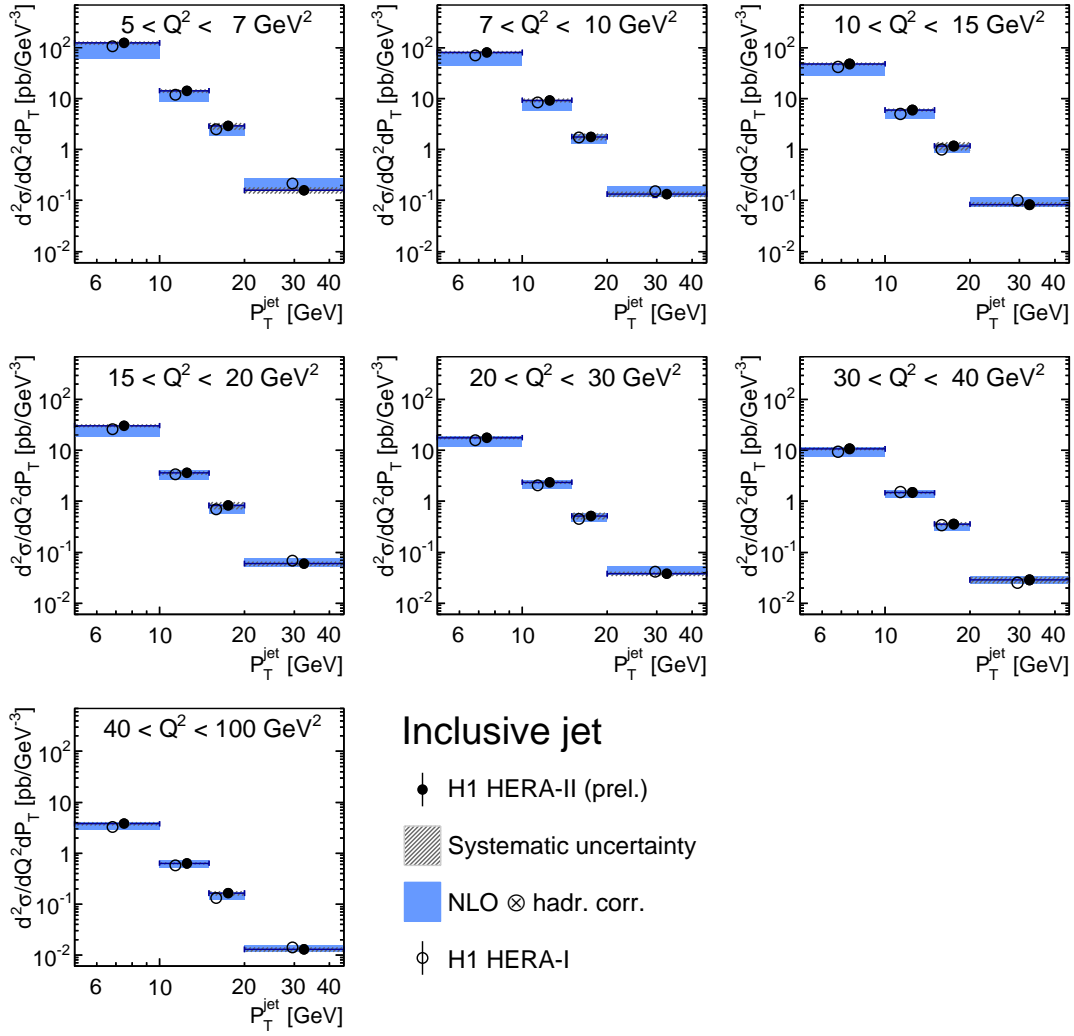 5 < Q² < 7 GeV²
d²σ/dQ²dP_T [pb/GeV⁻³]
10²
10
1
10⁻¹
10⁻²
6 10 20 30 40
P_T^jet [GeV]
7 < Q² < 10 GeV²
d²σ/dQ²dP_T [pb/GeV⁻³]
10²
10
1
10⁻¹
10⁻²
6 10 20 30 40
P_T^jet [GeV]
10 < Q² < 15 GeV²
d²σ/dQ²dP_T [pb/GeV⁻³]
10²
10
1
10⁻¹
10⁻²
6 10 20 30 40
P_T^jet [GeV]
15 < Q² < 20 GeV²
d²σ/dQ²dP_T [pb/GeV⁻³]
10²
10
1
10⁻¹
10⁻²
6 10 20 30 40
P_T^jet [GeV]
20 < Q² < 30 GeV²
d²σ/dQ²dP_T [pb/GeV⁻³]
10²
10
1
10⁻¹
10⁻²
6 10 20 30 40
P_T^jet [GeV]
30 < Q² < 40 GeV²
d²σ/dQ²dP_T [pb/GeV⁻³]
10²
10
1
10⁻¹
10⁻²
6 10 20 30 40
P_T^jet [GeV]
40 < Q² < 100 GeV²
d²σ/dQ²dP_T [pb/GeV⁻³]
10²
10
1
10⁻¹
10⁻²
6 10 20 30 40
P_T^jet [GeV]
Inclusive jet
H1 HERA-II (prel.)
Systematic uncertainty
NLO ⊗ hadr. corr.
H1 HERA-I